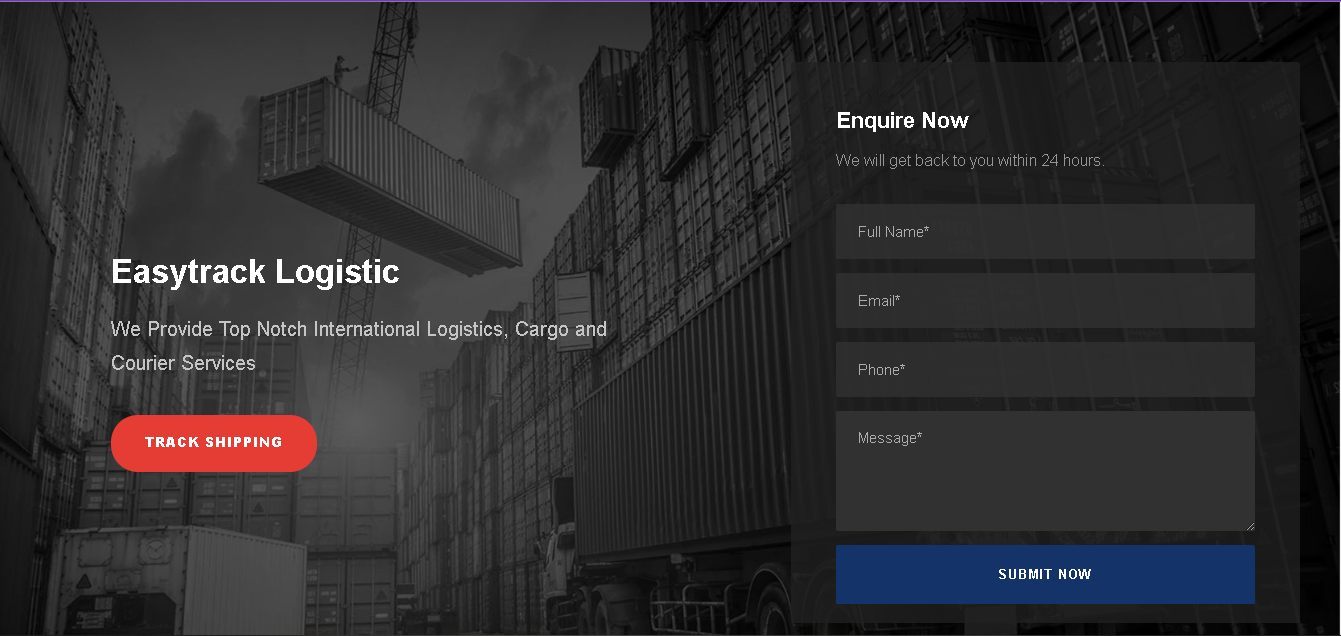 Easytrack Logistic
We Provide Top Notch International Logistics, Cargo and
Courier Services
TRACK SHIPPING
Enquire Now
We will get back to you within 24 hours.
Full Name*
Email*
Phone*
Message*
SUBMIT NOW